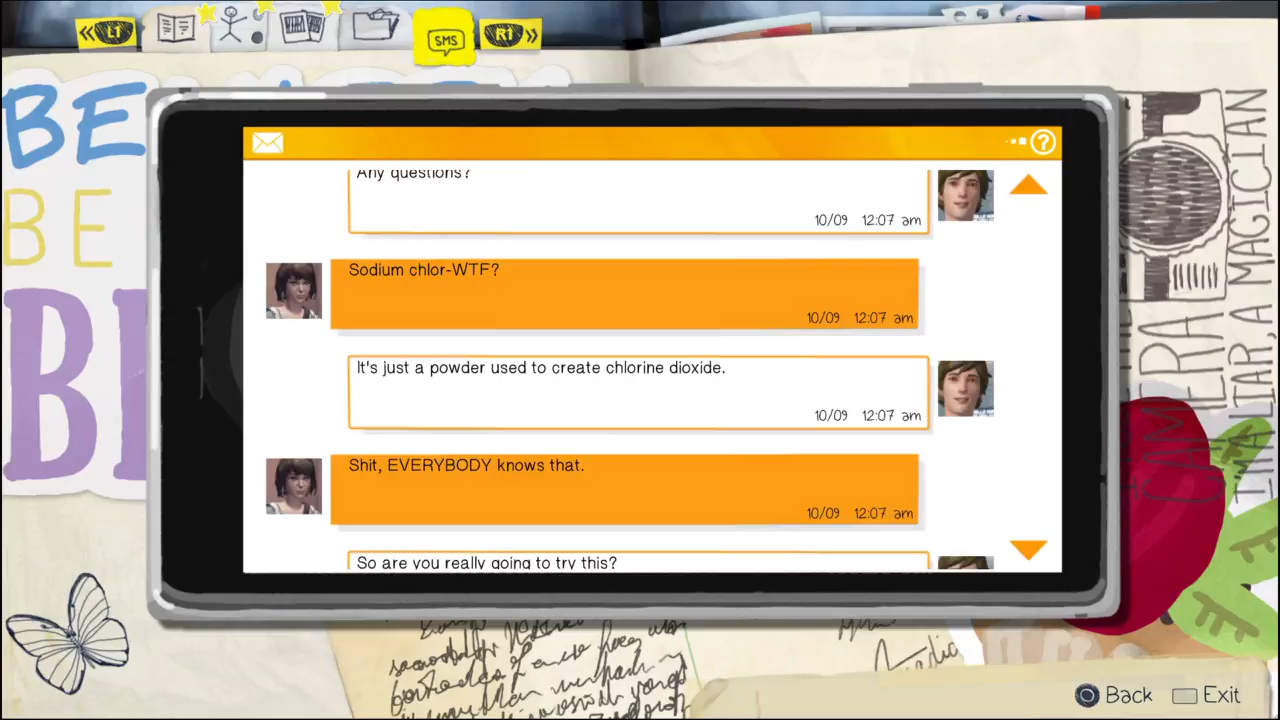 L1
SMS
R1
BE
BE
?
Any questions?
10/09 12:07 am
Sodium chlor-WTF?
10/09 12:07 am
It's just a powder used to create chlorine dioxide.
10/09 12:07 am
Shit, EVERYBODY knows that.
10/09 12:07 am
So are you really going to try this?
CAMERA
I'M A LIAR, A MAGICIAN
Back Exit